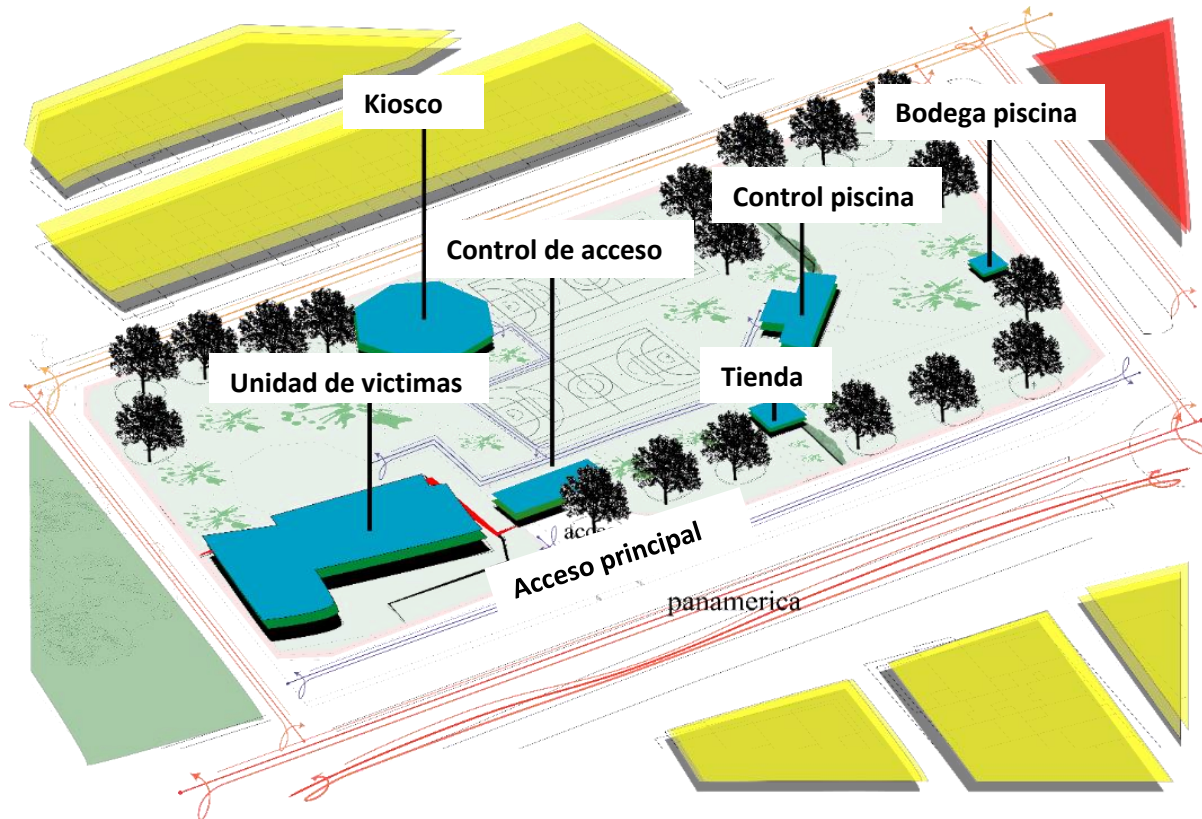 Kiosco
Bodega piscina
Control piscina
Control de acceso
Unidad de victimas
Tienda
Acceso principal
panamerica